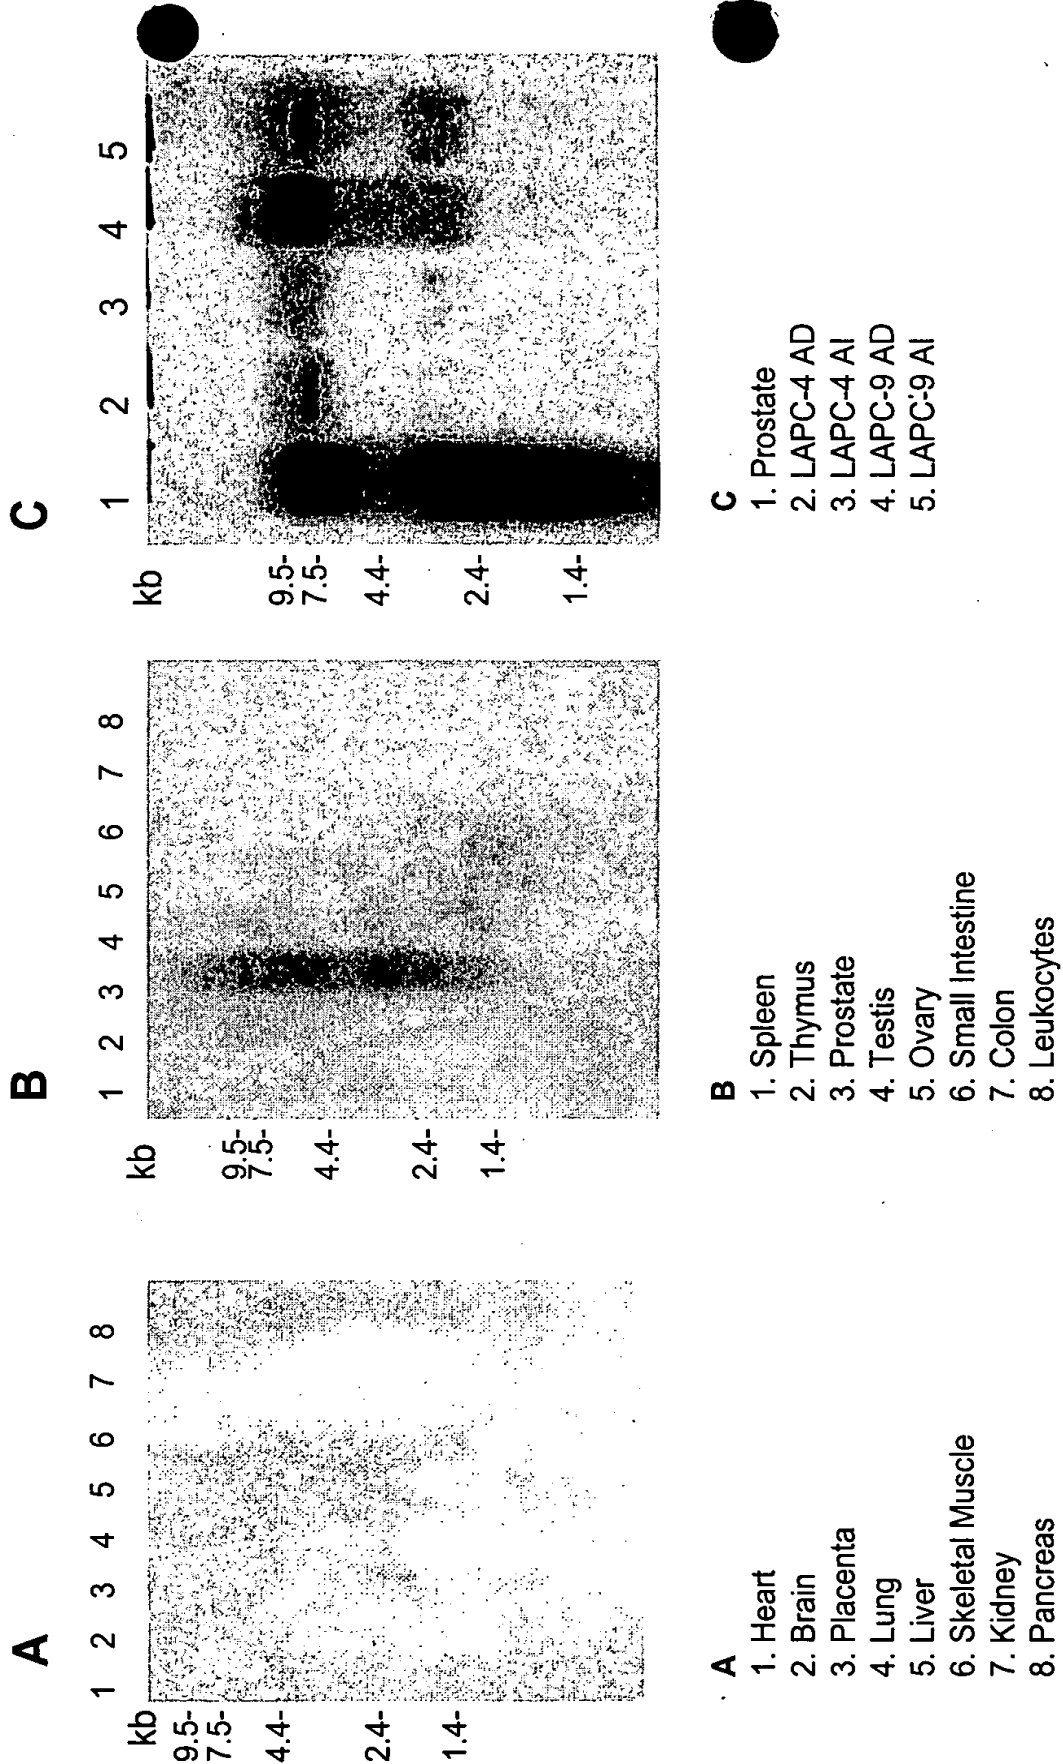 A
1 2 3 4 5 6 7 8
kb
9.5-
7.5-
4.4-
2.4-
1.4-
A
1. Heart
2. Brain
3. Placenta
4. Lung
5. Liver
6. Skeletal Muscle
7. Kidney
8. Pancreas
B
1 2 3 4 5 6 7 8
kb
9.5-
7.5-
4.4-
2.4-
1.4-
B
1. Spleen
2. Thymus
3. Prostate
4. Testis
5. Ovary
6. Small Intestine
7. Colon
8. Leukocytes
C
1 2 3 4 5
kb
9.5-
7.5-
4.4-
2.4-
1.4-
C
1. Prostate
2. LAPC-4 AD
3. LAPC-4 AI
4. LAPC-9 AD
5. LAPC-9 AI